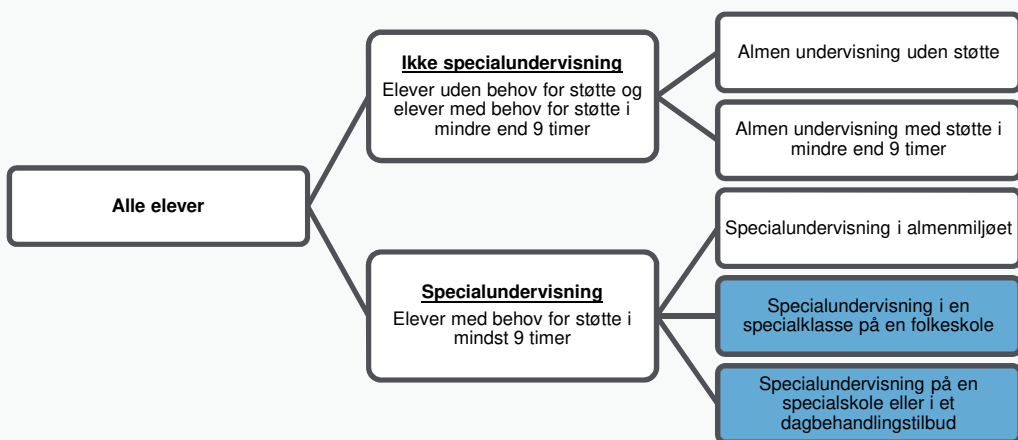 Alle elever
Ikke specialundervisning
Elever uden behov for støtte og
elever med behov for støtte i
mindre end 9 timer
Specialundervisning
Elever med behov for støtte i
mindst 9 timer
Almen undervisning uden støtte
Almen undervisning med støtte i
mindre end 9 timer
Specialundervisning i almenmiljøet
Specialundervisning i en
specialklasse på en folkeskole
Specialundervisning på en
specialskole eller i et
dagbehandlingstilbud